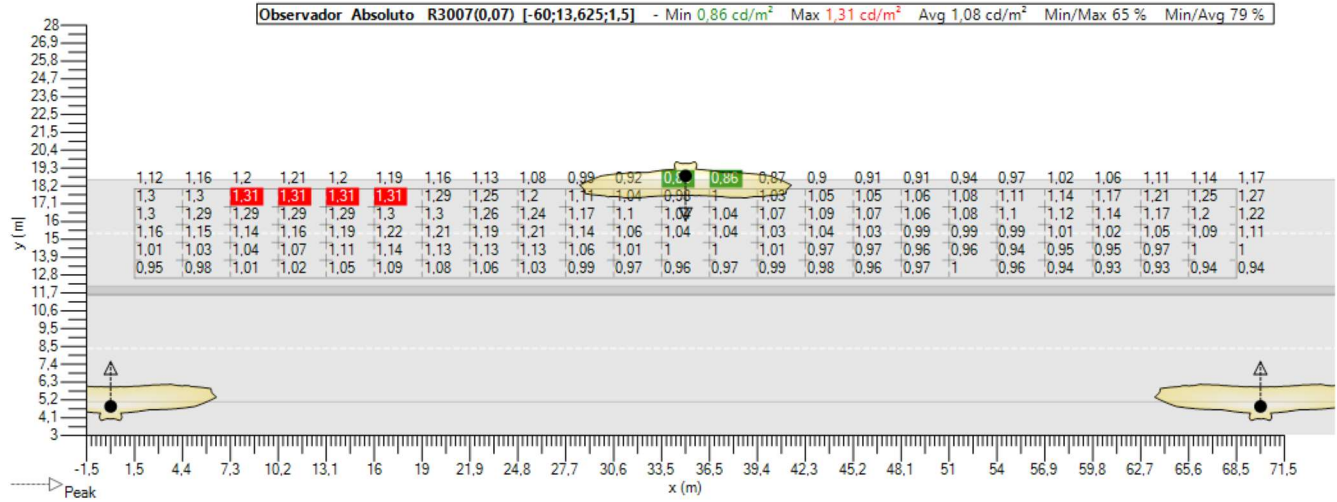 Observador Absoluto R3007(0,07) [-60;13,625;1,5] - Min 0,86 cd/m² Max 1,31 cd/m² Avg 1,08 cd/m² Min/Max 65 % Min/Avg 79 %
28
26,9
25,8
24,7
23,6
22,5
21,5
20,4
19,3
18,2
17,1
16
15
13,9
12,8
11,7
10,6
9,5
8,5
7,4
6,3
5,2
4,1
3
y (m)
1,12 1,16 1,2 1,21 1,2 1,19 1,16 1,13 1,08 0,99 0,92 0,86 0,87 0,9 0,91 0,91 0,94 0,97 1,02 1,06 1,11 1,14 1,17
1,3 1,3 1,31 1,31 1,31 1,31 1,29 1,25 1,2 1,11 1,04 0,98 1 1,03 1,05 1,05 1,06 1,08 1,11 1,14 1,17 1,21 1,25 1,27
1,3 1,29 1,29 1,29 1,29 1,3 1,3 1,26 1,24 1,17 1,1 1,04 1,07 1,09 1,07 1,06 1,08 1,1 1,12 1,14 1,17 1,2 1,22
1,16 1,15 1,14 1,16 1,19 1,22 1,21 1,19 1,21 1,14 1,06 1,04 1,04 1,03 1,04 1,03 0,99 0,99 0,99 1,01 1,02 1,05 1,09 1,11
1,01 1,03 1,04 1,07 1,11 1,14 1,13 1,13 1,13 1,06 1,01 1 1 1,01 0,97 0,97 0,96 0,96 0,94 0,95 0,95 0,97 1 1
0,95 0,98 1,01 1,02 1,05 1,09 1,08 1,06 1,03 0,99 0,97 0,96 0,97 0,99 0,98 0,96 0,97 1 0,96 0,94 0,93 0,93 0,94 0,94
-1,5 1,5 4,4 7,3 10,2 13,1 16 19 21,9 24,8 27,7 30,6 33,5 36,5 39,4 42,3 45,2 48,1 51 54 56,9 59,8 62,7 65,6 68,5 71,5
x (m)
Peak